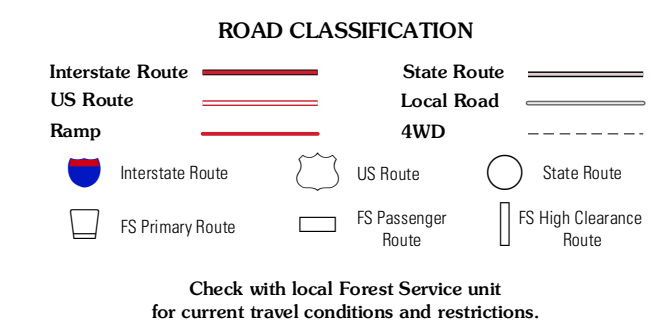 ROAD CLASSIFICATION
Interstate Route
State Route
US Route
Local Road
Ramp
4WD
Interstate Route
US Route
State Route
FS Primary Route
FS Passenger
Route
FS High Clearance
Route
Check with local Forest Service unit
for current travel conditions and restrictions.